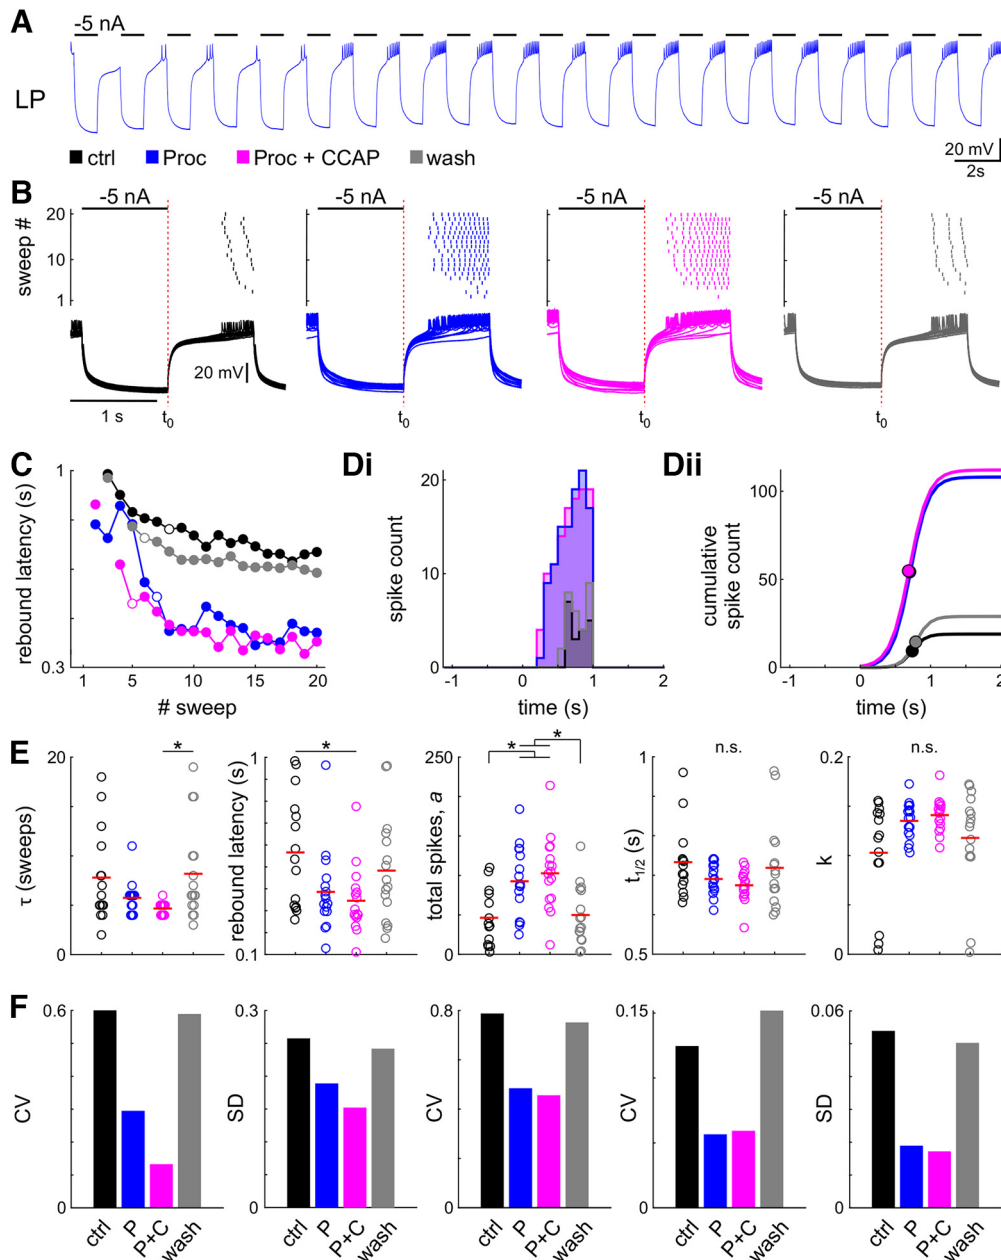 A
-5 nA
LP
ctrl Proc Proc + CCAP wash
20 mV
2s
B
-5 nA -5 nA -5 nA -5 nA
sweep #
20
10
1
20 mV
1 s
t0 t0 t0 t0
C
rebound latency (s)
1
0.3
1 5 10 15 20
# sweep
Di
spike count
20
10
0
-1 0 1 2
time (s)
Dii
cumulative
spike count
100
50
0
-1 0 1 2
time (s)
E
τ (sweeps)
20
10
0
*
rebound latency (s)
1
0.1
*
total spikes, a
250
0
* *
t1/2 (s)
1
0.5
n.s.
k
0.2
0
n.s.
F
CV
0.6
0
ctrl P P+C wash
SD
0.3
0
ctrl P P+C wash
CV
0.8
0
ctrl P P+C wash
CV
0.15
0
ctrl P P+C wash
SD
0.06
0
ctrl P P+C wash